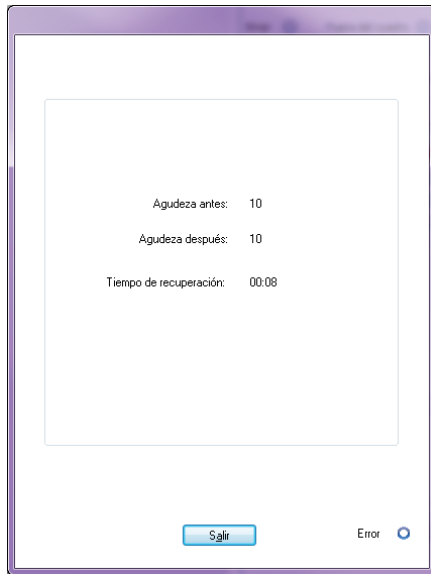 Agudeza antes: 10
Agudeza después: 10
Tiempo de recuperación: 00:08
Salir
Error